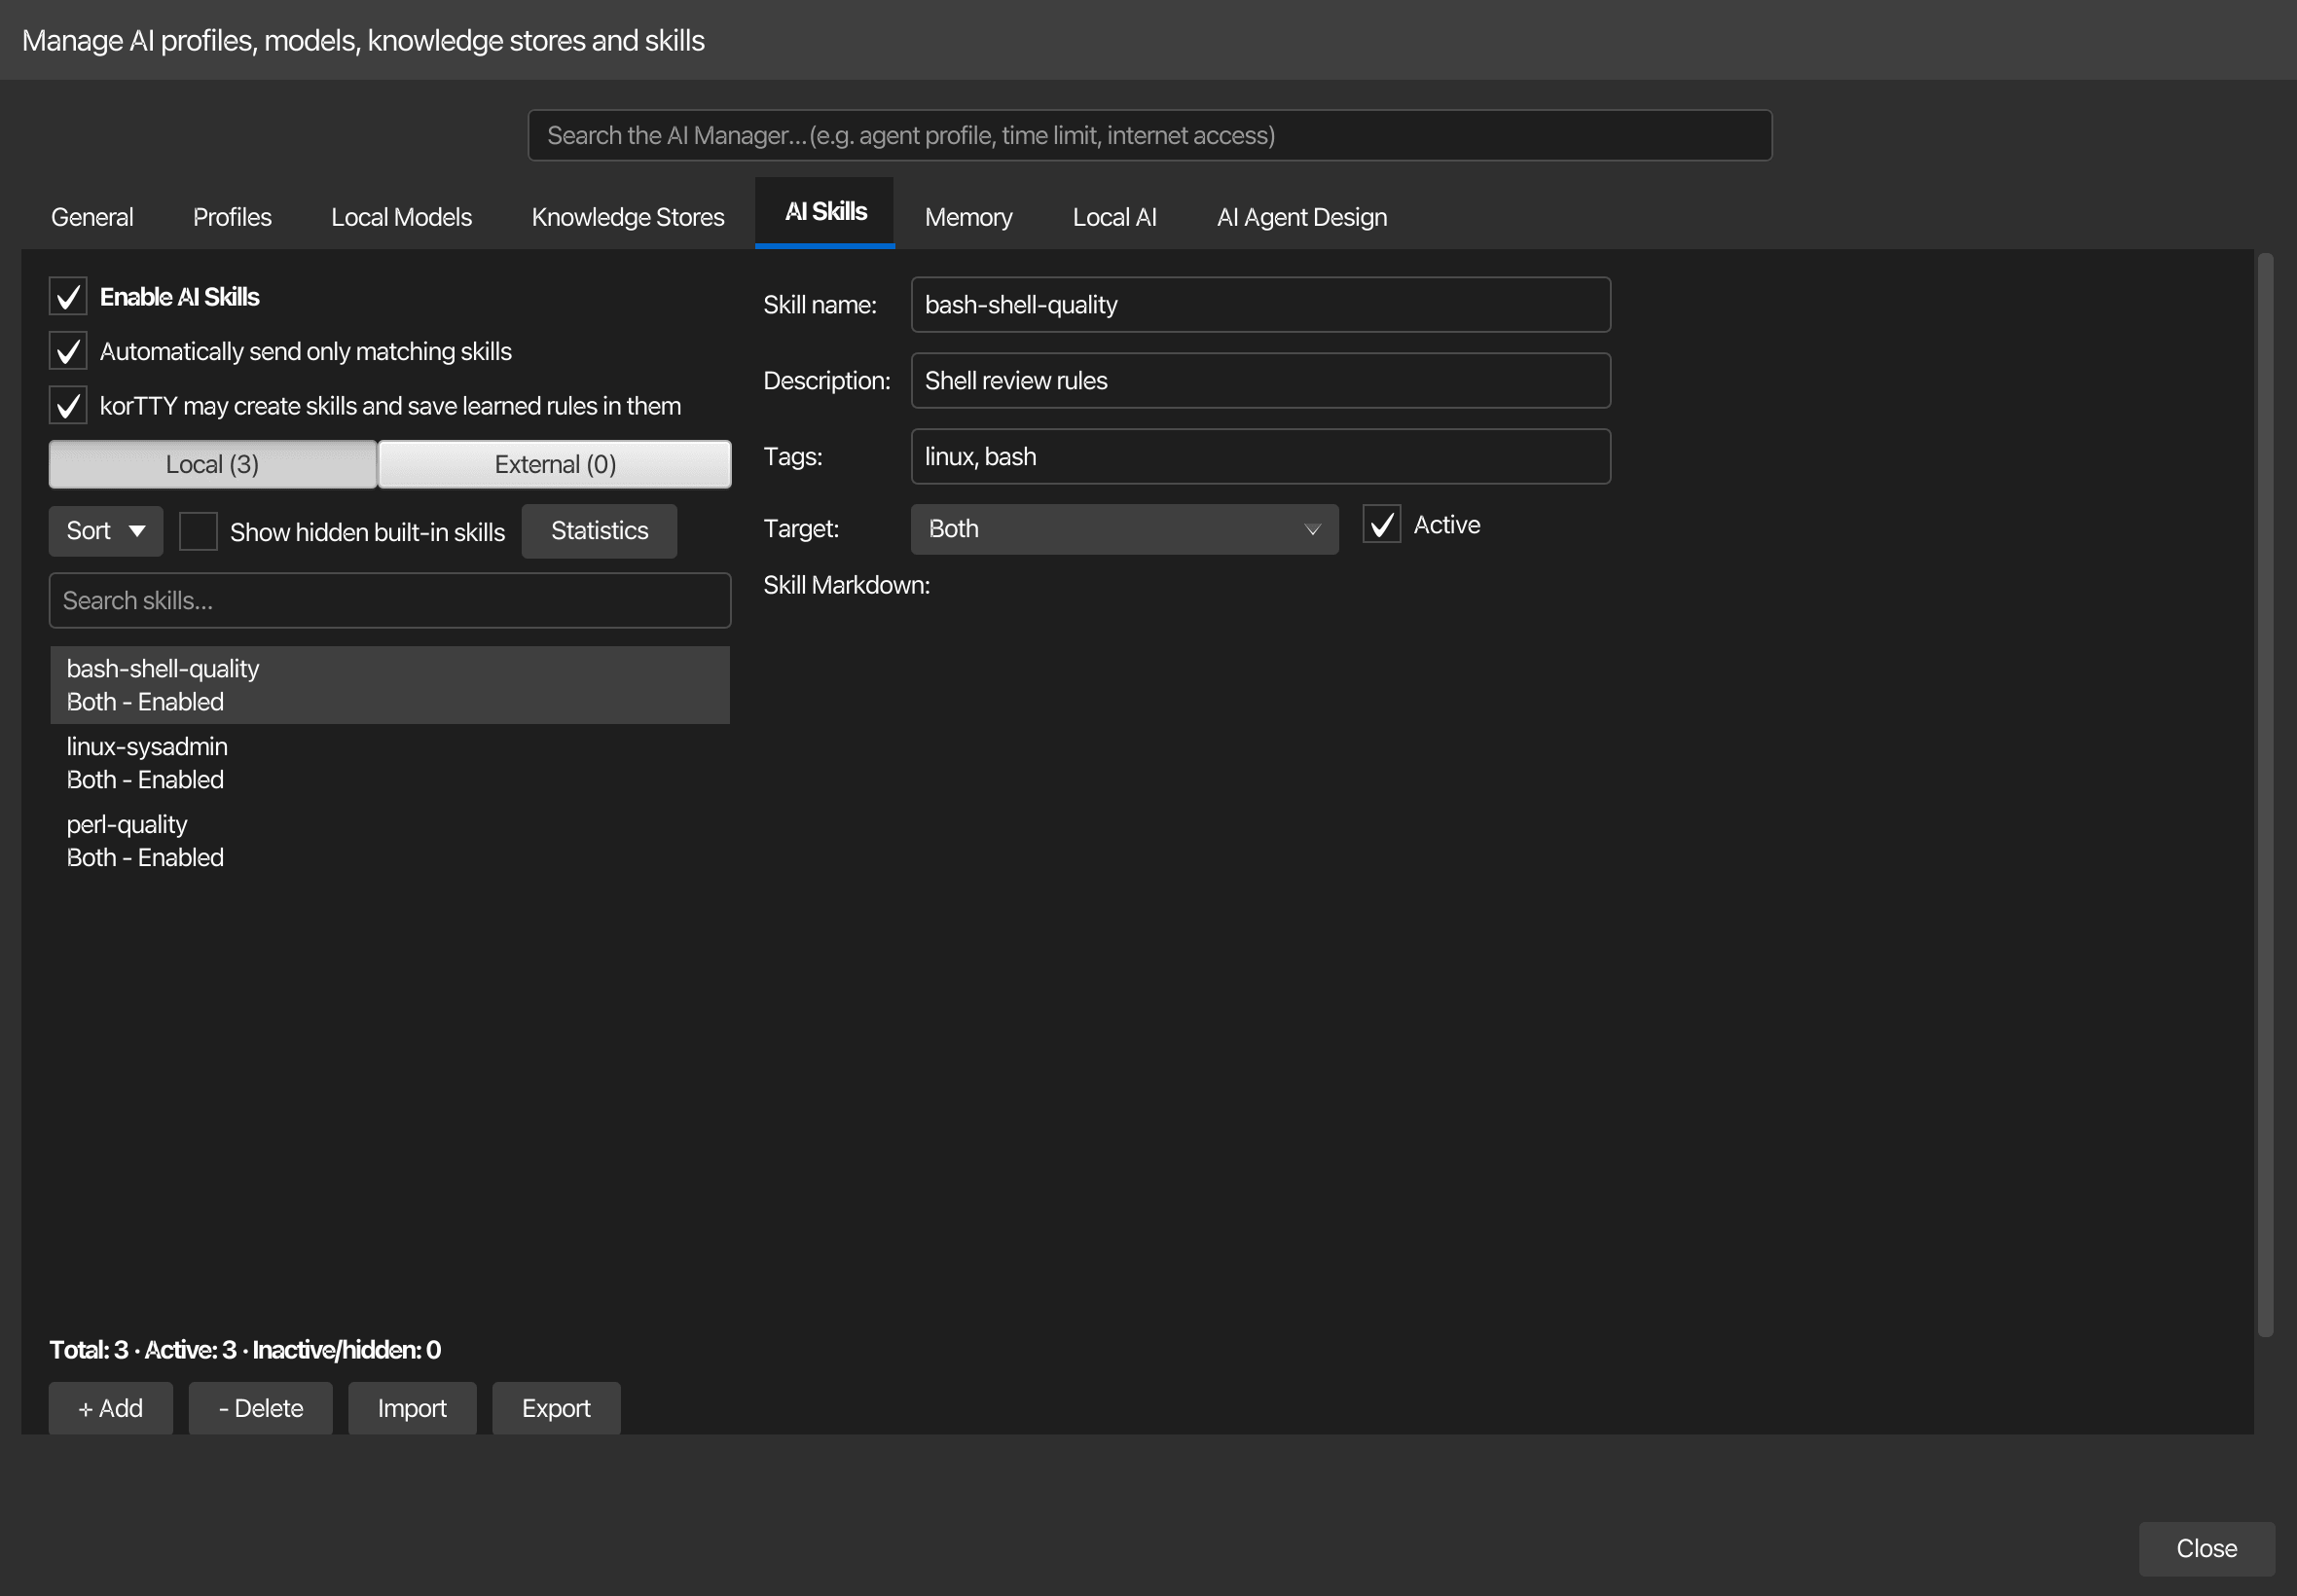 Manage AI profiles, models, knowledge stores and skills
Search the AI Manager...(e.g. agent profile, time limit, internet access)
General Profiles Local Models Knowledge Stores AI Skills Memory Local AI AI Agent Design
Enable AI Skills
Automatically send only matching skills
korTTY may create skills and save learned rules in them
Local (3) External (0)
Sort Show hidden built-in skills Statistics
Search skills...
bash-shell-quality
Both - Enabled
linux-sysadmin
Both - Enabled
perl-quality
Both - Enabled
Total: 3 · Active: 3 · Inactive/hidden: 0
+ Add - Delete Import Export
Skill name: bash-shell-quality
Description: Shell review rules
Tags: linux, bash
Target: Both Active
Skill Markdown:
Close